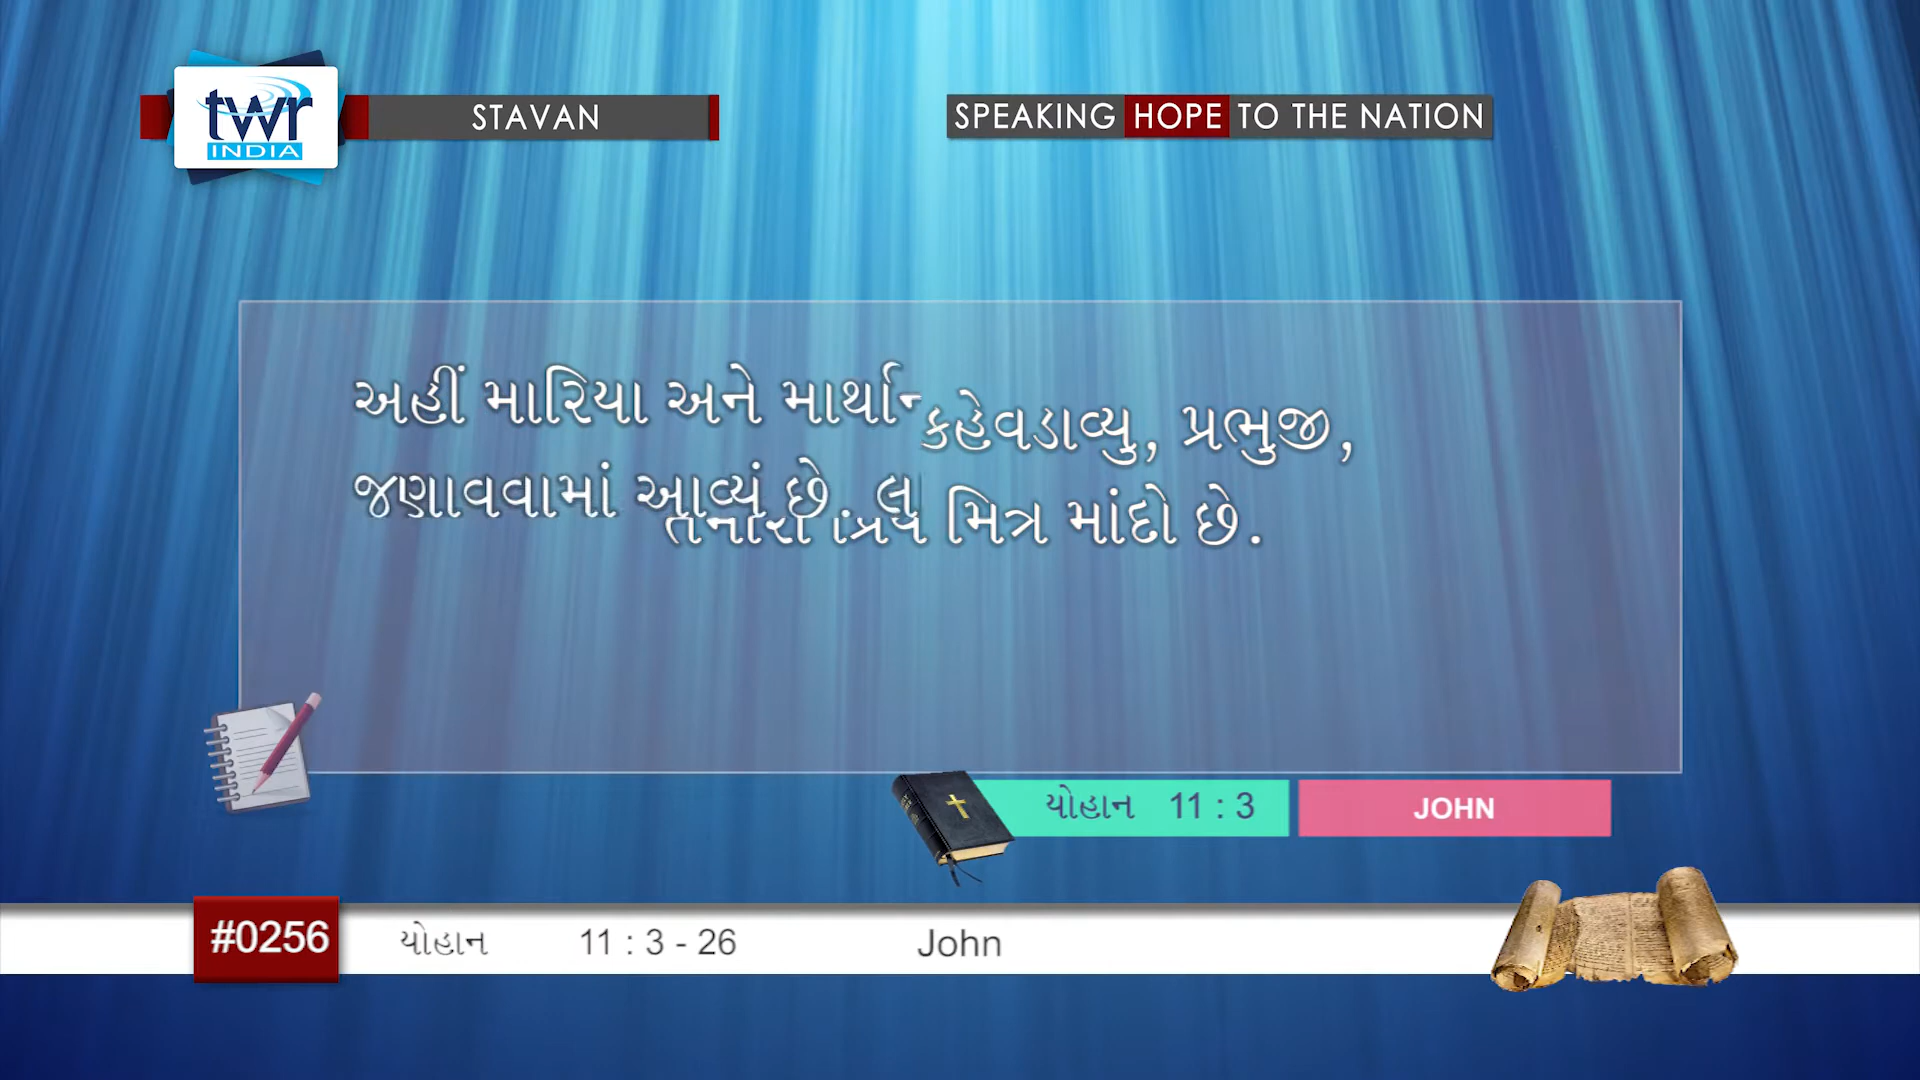 twr
INDIA
STAVAN
SPEAKING HOPE TO THE NATION
અહીં મારિયા અને માર્થા કહેવડાવ્યુ, પ્રભુજી,
જણાવવામાં આવ્યું છે. મિત્ર માંદો છે.
યોહાન 11 : 3
JOHN
#0256 યોહાન 11 : 3 - 26 John